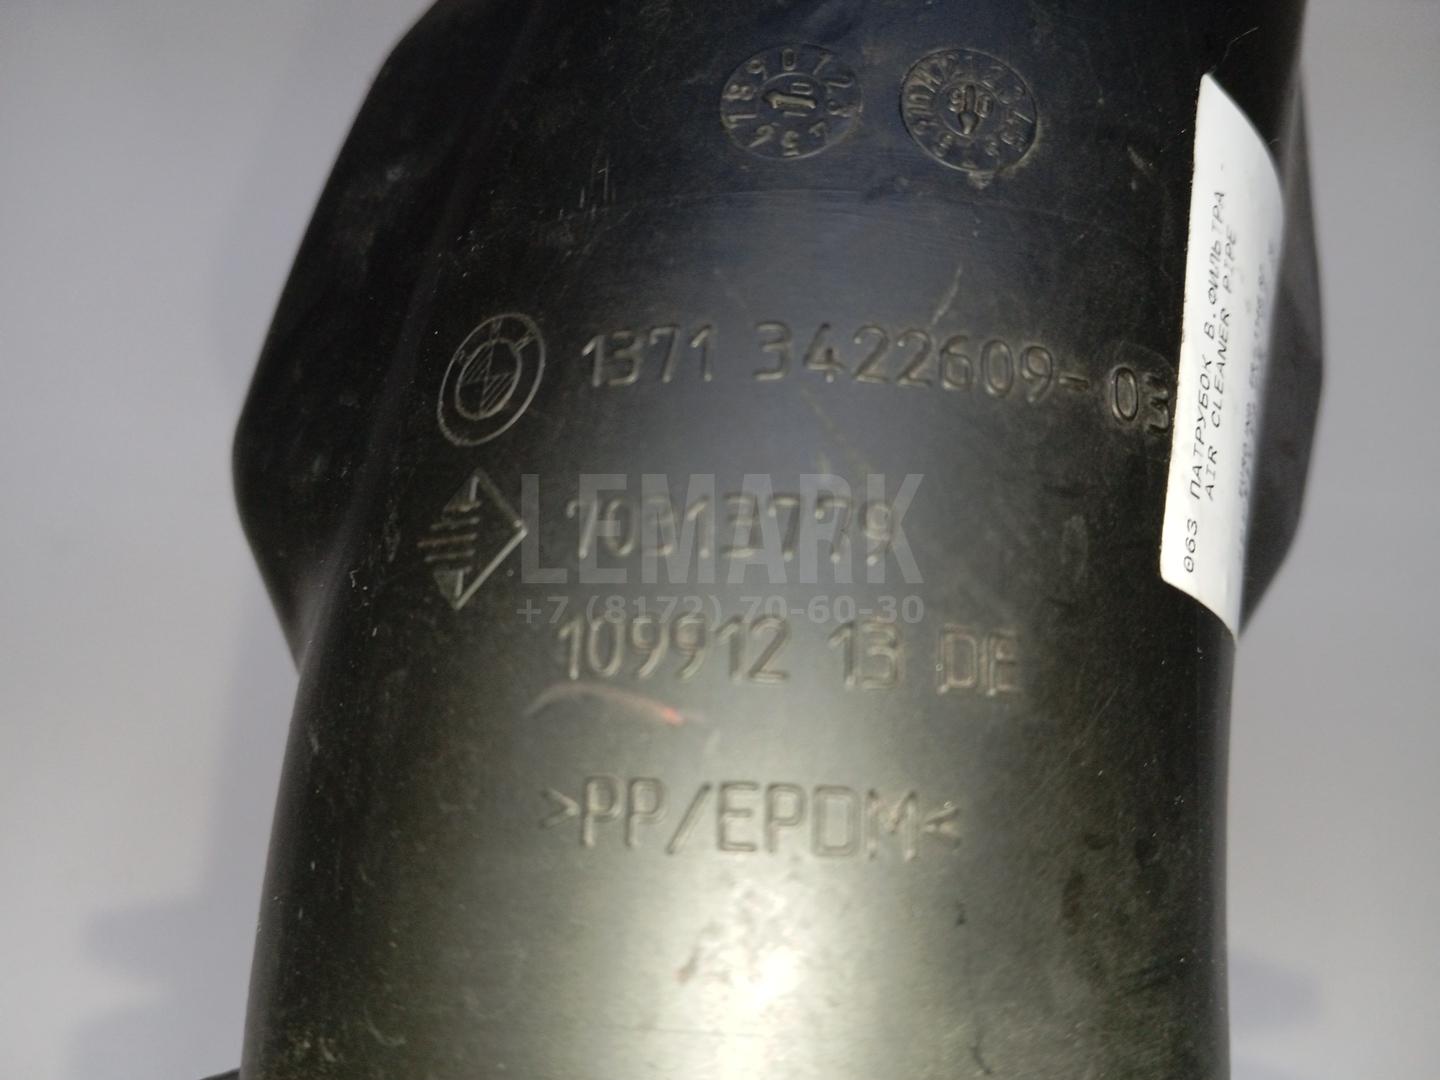 1371 3422609-03
70313779
109912 13 DE
>PP/EPDM<
063 ПАТРУБОК В.ФИЛЬТРА -
AIR CLEANER PIPE
LEMARK
+7 (8172) 70-60-30